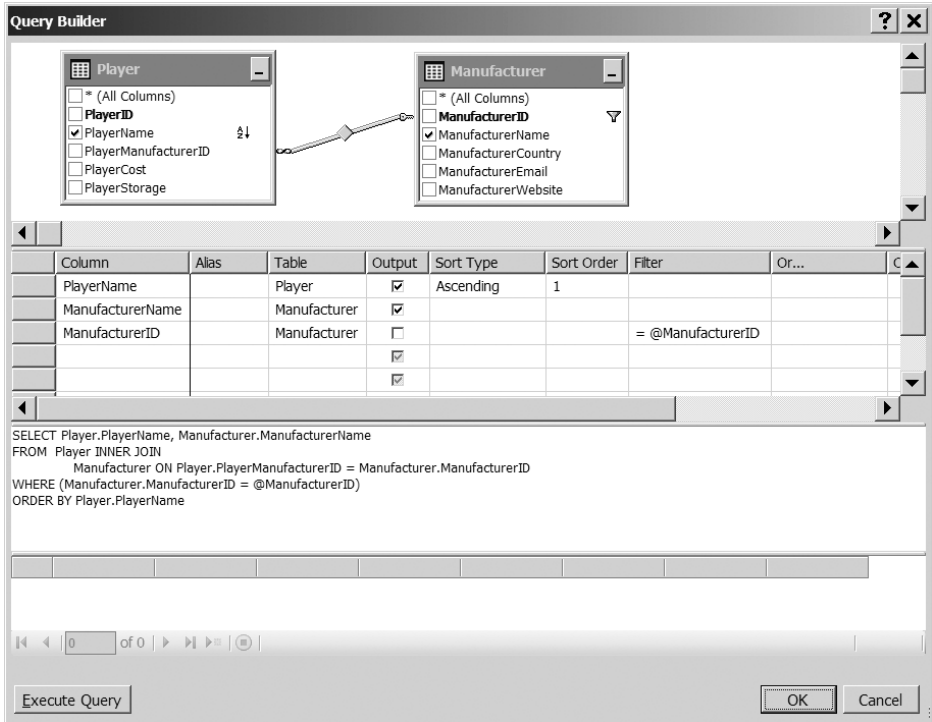 Query Builder
Player
* (All Columns)
PlayerID
PlayerName
PlayerManufacturerID
PlayerCost
PlayerStorage
Manufacturer
* (All Columns)
ManufacturerID
ManufacturerName
ManufacturerCountry
ManufacturerEmail
ManufacturerWebsite
Column Alias Table Output Sort Type Sort Order Filter Or... C
PlayerName Player Ascending 1
ManufacturerName Manufacturer
ManufacturerID Manufacturer = @ManufacturerID
SELECT Player.PlayerName, Manufacturer.ManufacturerName
FROM Player INNER JOIN
Manufacturer ON Player.PlayerManufacturerID = Manufacturer.ManufacturerID
WHERE (Manufacturer.ManufacturerID = @ManufacturerID)
ORDER BY Player.PlayerName
0 of 0
Execute Query OK Cancel